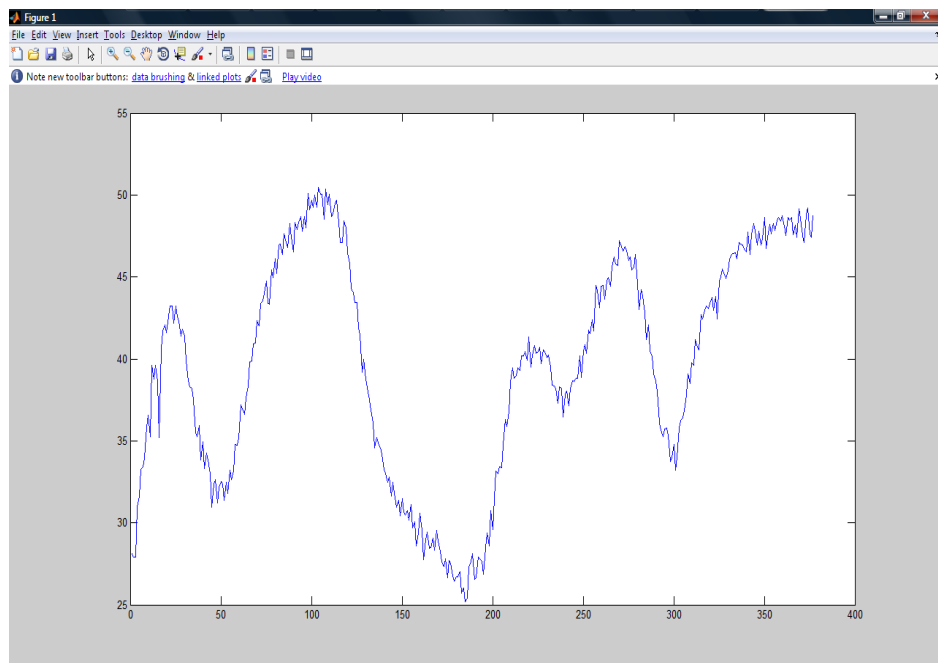 Figure 1
File Edit View Insert Tools Desktop Window Help
Note new toolbar buttons: data brushing & linked plots Play video
55
50
45
40
35
30
25
0 50 100 150 200 250 300 350 400